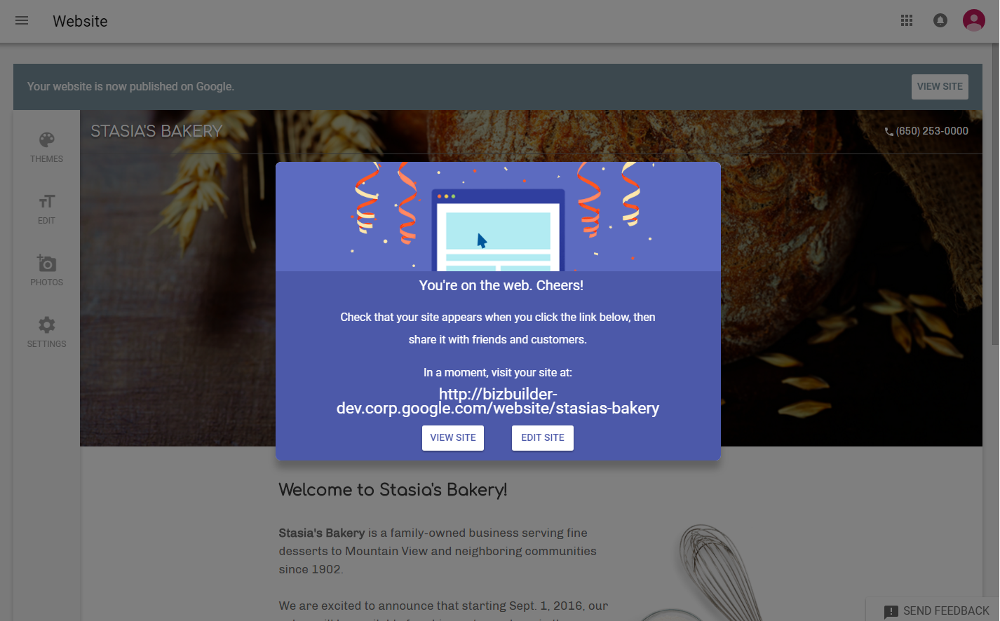 Website
Your website is now published on Google.
VIEW SITE
STASIA'S BAKERY
(650) 253-0000
THEMES
EDIT
PHOTOS
SETTINGS
You're on the web. Cheers!
Check that your site appears when you click the link below, then
share it with friends and customers.
In a moment, visit your site at:
http://bizbuilder-
dev.corp.google.com/website/stasias-bakery
VIEW SITE
EDIT SITE
Welcome to Stasia's Bakery!
Stasia's Bakery is a family-owned business serving fine
desserts to Mountain View and neighboring communities
since 1902.
We are excited to announce that starting Sept. 1, 2016, our
SEND FEEDBACK